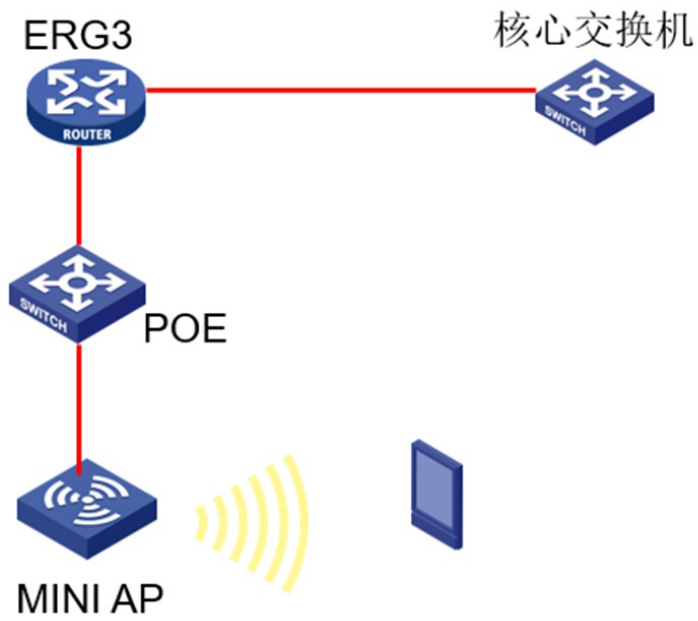 ERG3
核心交换机
ROUTER
SWITCH
SWITCH
POE
MINI AP